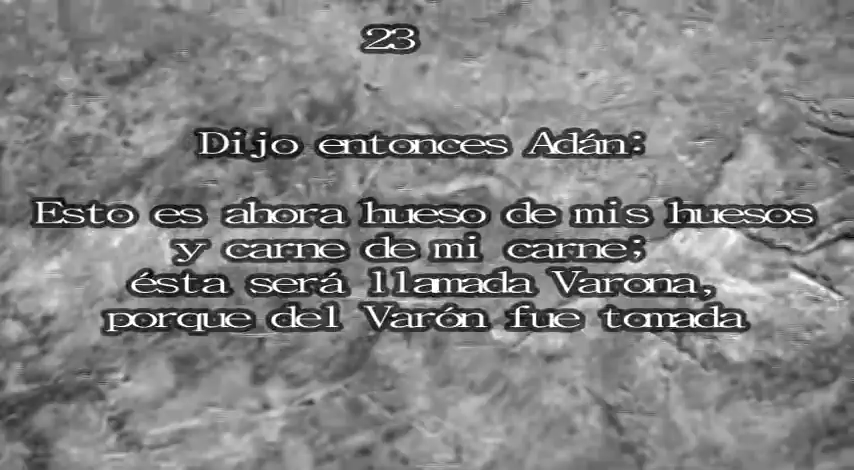 23
Dijo entonces Adán:
Esto es ahora hueso de mis huesos
y carne de mi carne;
ésta será llamada Varona,
porque del Varón fue tomada